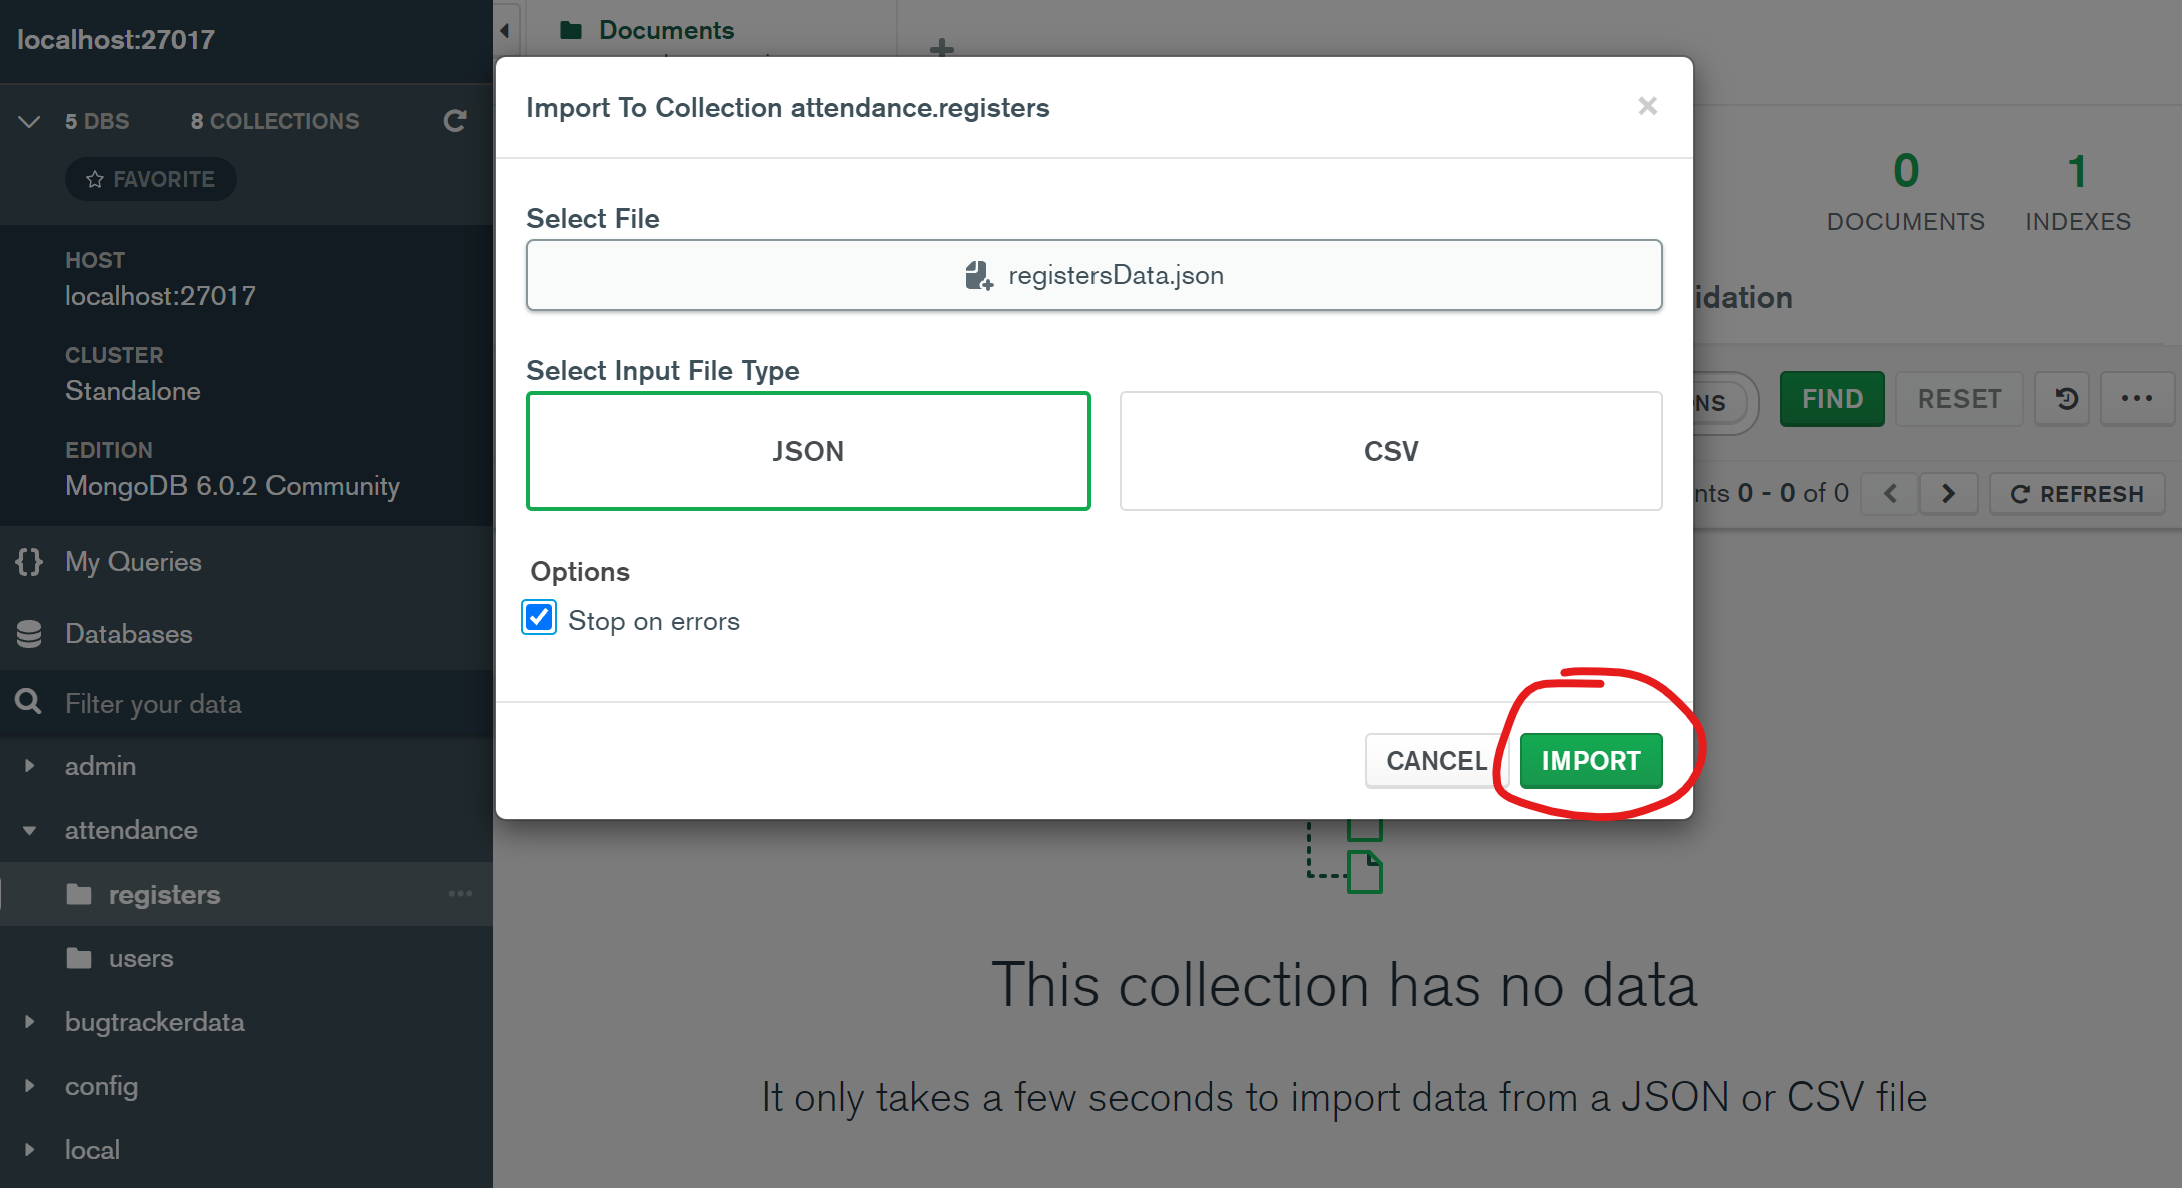 localhost:27017
5 DBS 8 COLLECTIONS
FAVORITE
HOST
localhost:27017
CLUSTER
Standalone
EDITION
MongoDB 6.0.2 Community
My Queries
Databases
Filter your data
admin
attendance
registers
users
bugtrackerdata
config
local
Documents
Import To Collection attendance.registers
Select File
registersData.json
Select Input File Type
JSON CSV
Options
Stop on errors
CANCEL IMPORT
0 1
DOCUMENTS INDEXES
idation
NS FIND RESET
nts 0 - 0 of 0 REFRESH
This collection has no data
It only takes a few seconds to import data from a JSON or CSV file